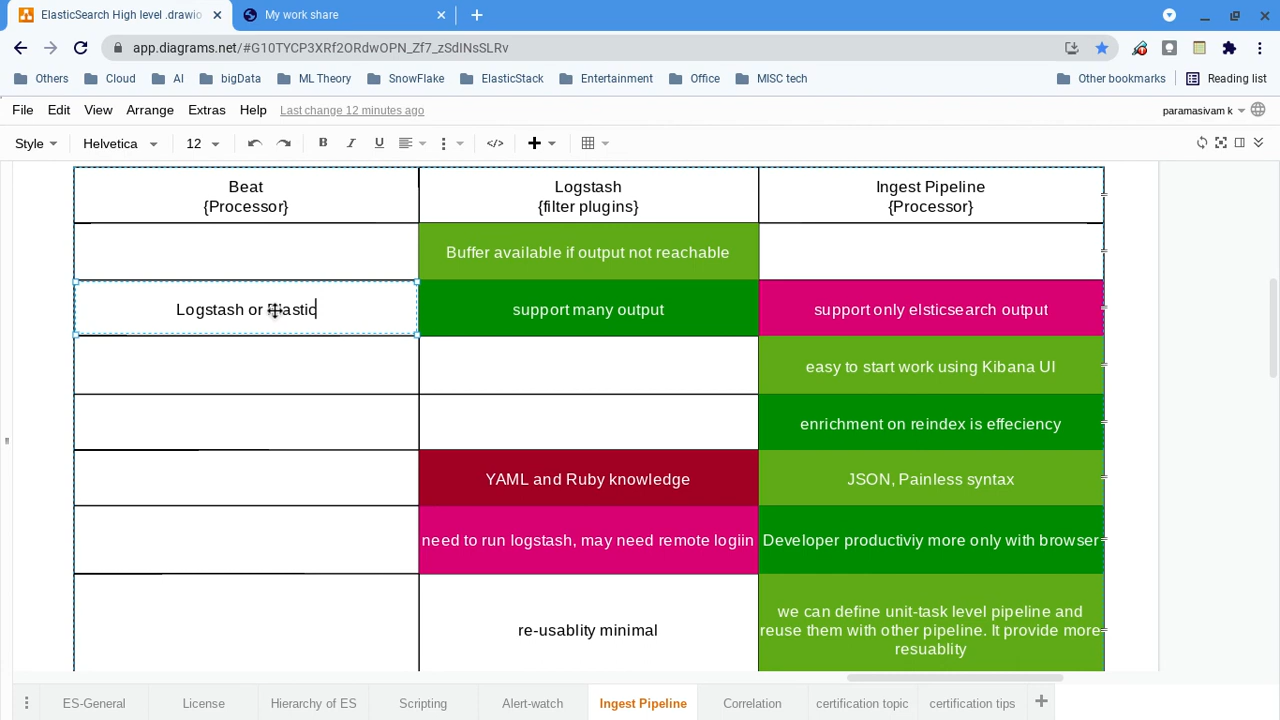 ElasticSearch High level .drawio
My work share
app.diagrams.net/#G10TYCP3XRf2ORdwOPN_Zf7_zSdINsSLRv
Others
Cloud
AI
bigData
ML Theory
SnowFlake
ElasticStack
Entertainment
Office
MISC tech
Other bookmarks
Reading list
File
Edit
View
Arrange
Extras
Help
Last change 12 minutes ago
paramasivam k
Style
Helvetica
12
B
I
U
Beat
{Processor}
Logstash
{filter plugins}
Ingest Pipeline
{Processor}
Buffer available if output not reachable
Logstash or Elastic
support many output
support only elsticsearch output
easy to start work using Kibana UI
enrichment on reindex is effeciency
YAML and Ruby knowledge
JSON, Painless syntax
need to run logstash, may need remote logiin
Developer productiviy more only with browser
re-usablity minimal
we can define unit-task level pipeline and
reuse them with other pipeline. It provide more
resuablity
ES-General
License
Hierarchy of ES
Scripting
Alert-watch
Ingest Pipeline
Correlation
certification topic
certification tips